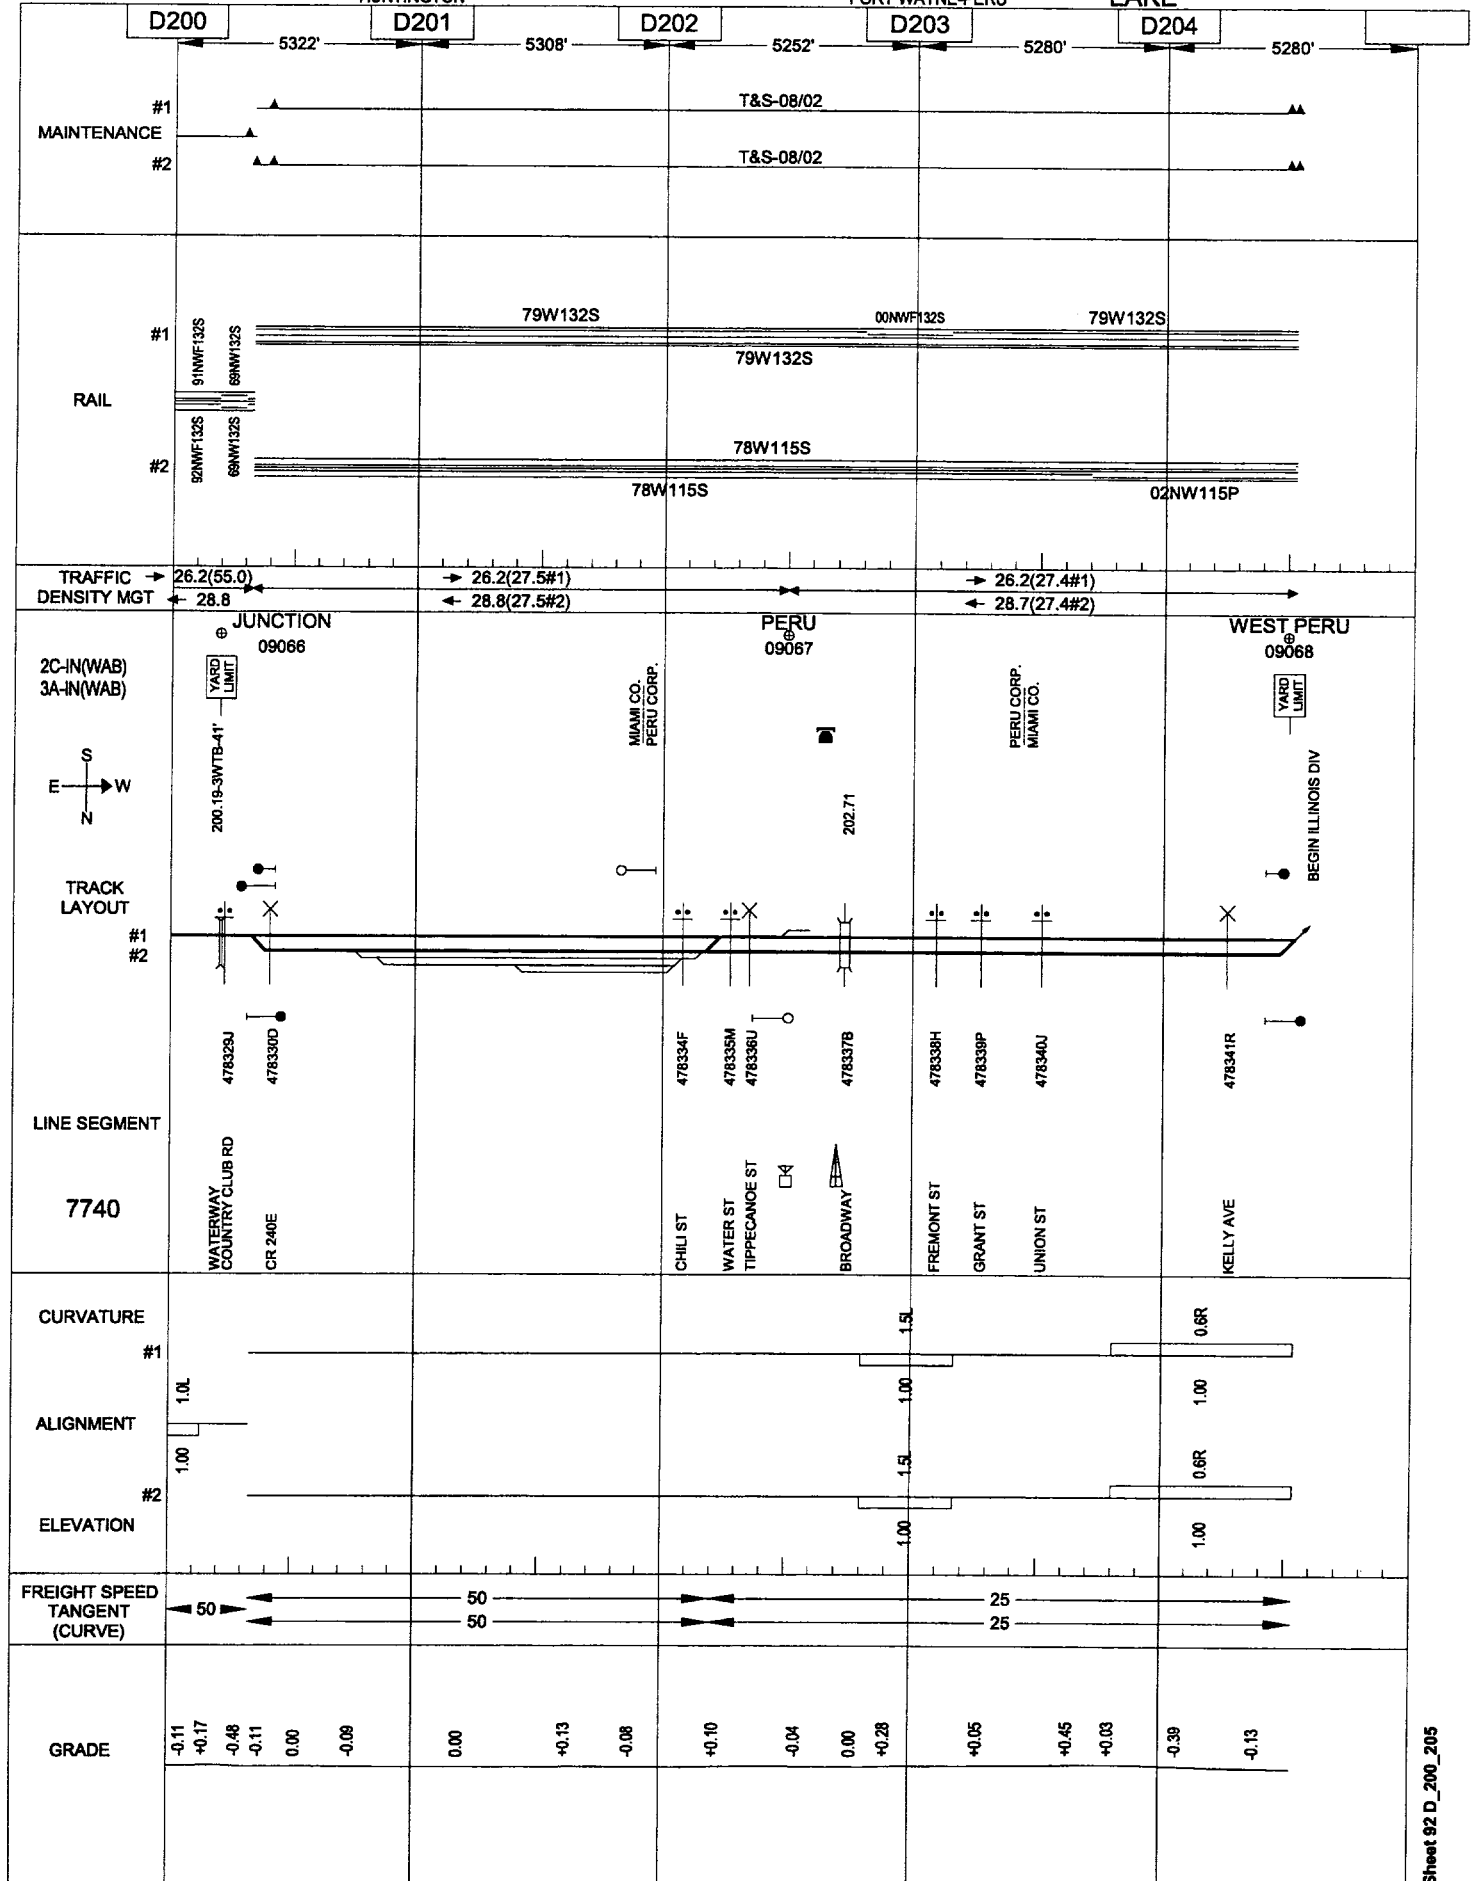 LAKE
D200 D201 D202 D203 D204
5322' 5308' 5252' 5280' 5280'
#1 T&S-08/02
MAINTENANCE
#2 T&S-08/02
79W132S 00NWF132S 79W132S
#1 91NWF132S 69NW132S
79W132S
RAIL
78W115S
#2 92NWF132S 69NW132S
78W115S 02NW115P
TRAFFIC 26.2(55.0) 26.2(27.5#1) 26.2(27.4#1)
DENSITY MGT 28.8 28.8(27.5#2) 28.7(27.4#2)
JUNCTION PERU WEST PERU
09066 09067 09068
2C-IN(WAB)
3A-IN(WAB)
YARD
LIMIT
200.19-3WTB-41'
MIAMI CO.
PERU CORP.
PERU CORP.
MIAMI CO.
YARD
LIMIT
S
E W
N
202.71
BEGIN ILLINOIS DIV
TRACK
LAYOUT
#1
#2
478329J
478330D
478334F
478335M
478336U
478337B
478338H
478339P
478340J
478341R
LINE SEGMENT
7740
WATERWAY
COUNTRY CLUB RD
CR 240E
CHILI ST
WATER ST
TIPPECANOE ST
BROADWAY
FREMONT ST
GRANT ST
UNION ST
KELLY AVE
CURVATURE
1.5L 0.6R
#1
1.0L 1.00 1.00
ALIGNMENT
1.00 1.5L 0.6R
#2
ELEVATION 1.00 1.00
FREIGHT SPEED
TANGENT
(CURVE)
50 50 25
50 25
GRADE
-0.11
+0.17
-0.48
-0.11
0.00
-0.09
0.00
+0.13
-0.08
+0.10
-0.04
0.00
+0.28
+0.05
+0.45
+0.03
-0.39
-0.13
Sheet 92 D_200_205